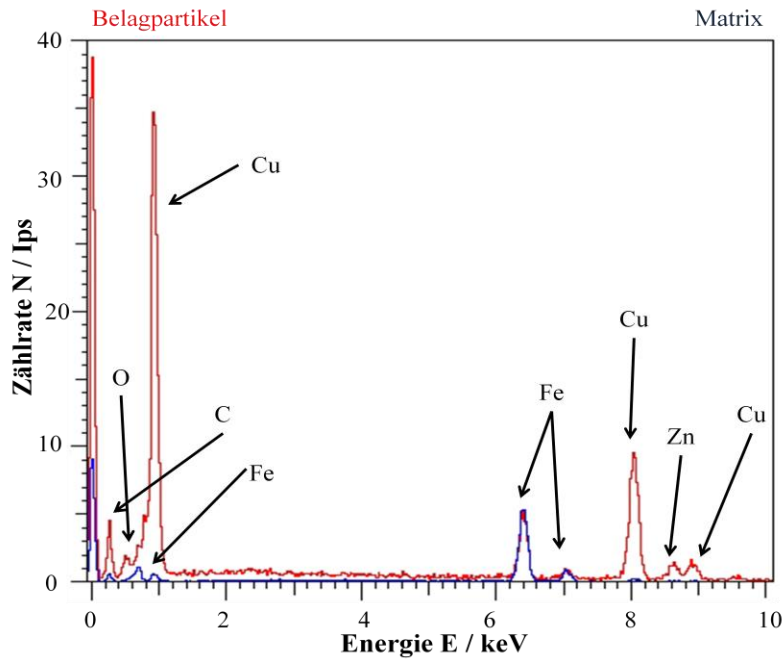 Belagpartikel
Matrix
40
30
20
10
0
Zählrate N / Ips
Cu
O
C
Fe
Fe
Cu
Zn
Cu
0 2 4 6 8 10
Energie E / keV